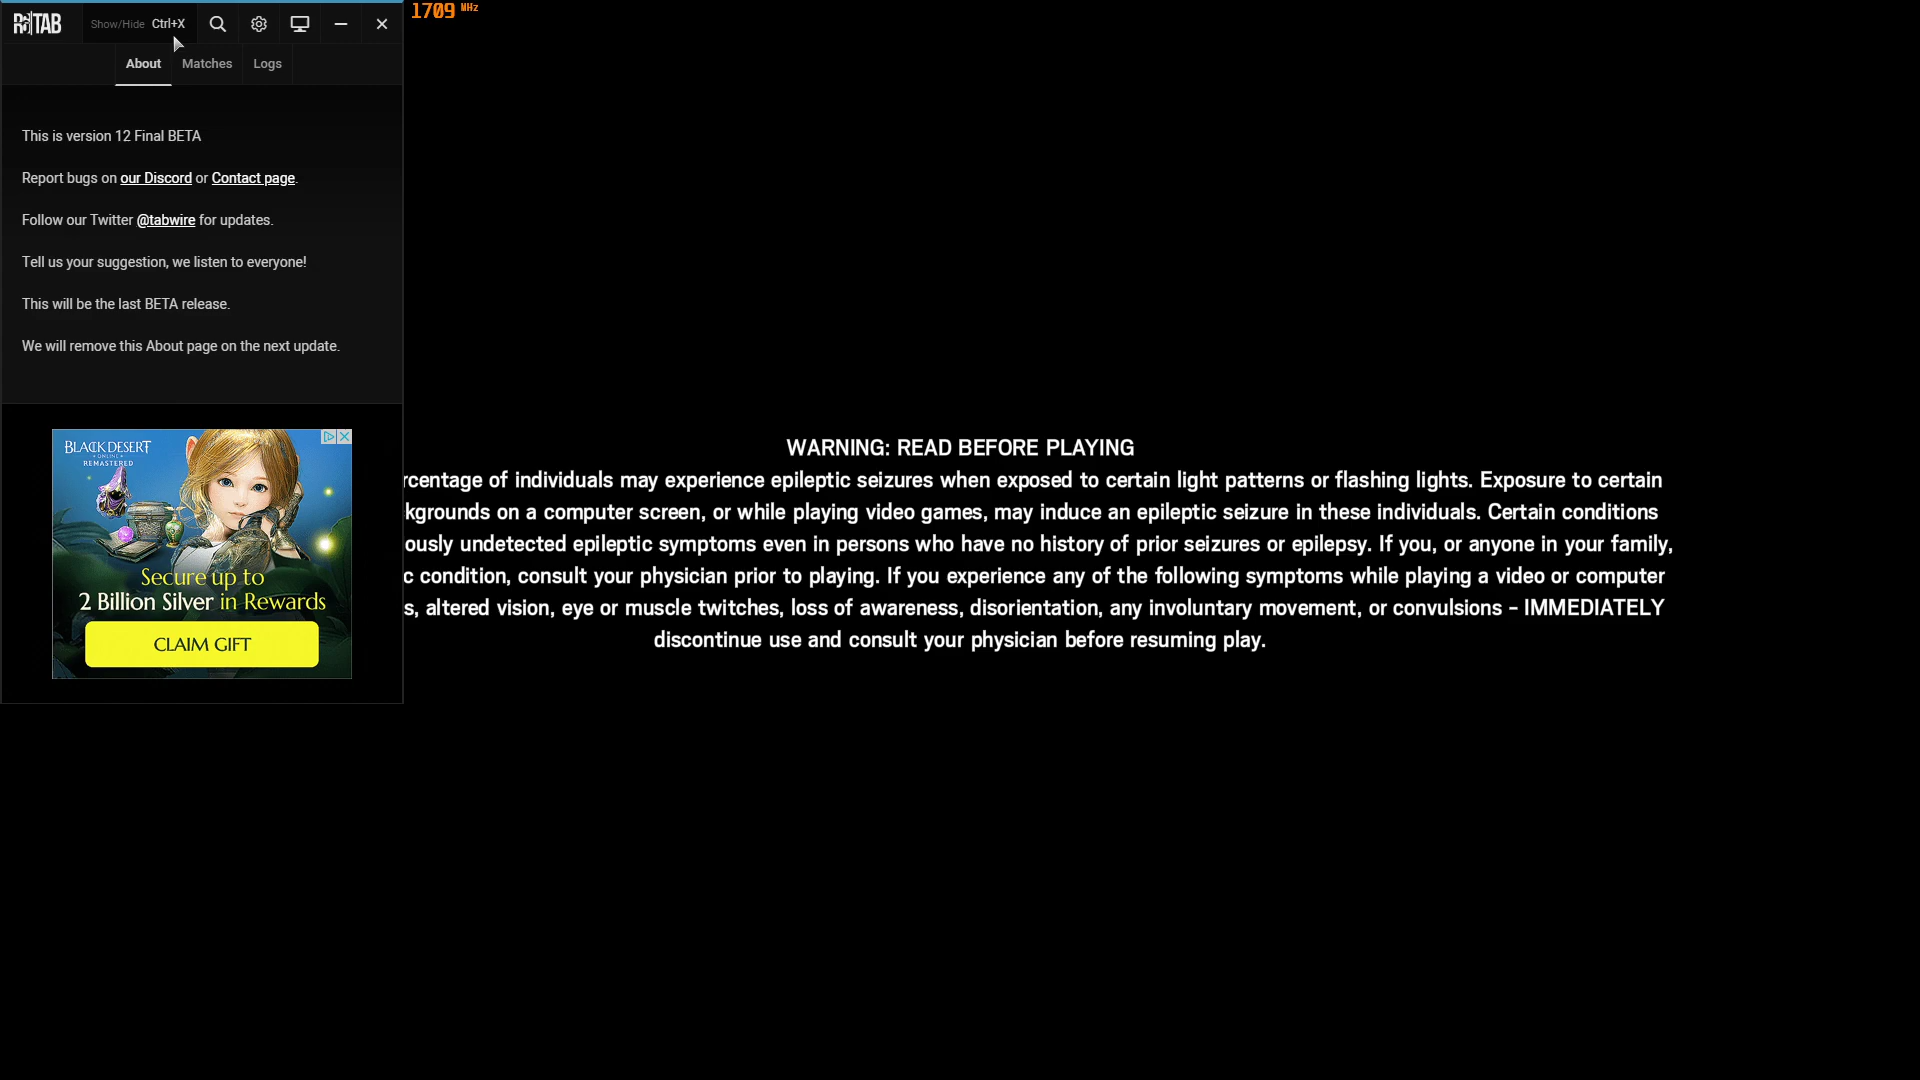 R6TAB
Show/Hide Ctrl+X
1709 MHz
About Matches Logs
This is version 12 Final BETA
Report bugs on our Discord or Contact page.
Follow our Twitter @tabwire for updates.
Tell us your suggestion, we listen to everyone!
This will be the last BETA release.
We will remove this About page on the next update.
BLACK DESERT
ONLINE
REMASTERED
Secure up to
2 Billion Silver in Rewards
CLAIM GIFT
WARNING: READ BEFORE PLAYING
rcentage of individuals may experience epileptic seizures when exposed to certain light patterns or flashing lights. Exposure to certain
kgrounds on a computer screen, or while playing video games, may induce an epileptic seizure in these individuals. Certain conditions
ously undetected epileptic symptoms even in persons who have no history of prior seizures or epilepsy. If you, or anyone in your family,
c condition, consult your physician prior to playing. If you experience any of the following symptoms while playing a video or computer
s, altered vision, eye or muscle twitches, loss of awareness, disorientation, any involuntary movement, or convulsions - IMMEDIATELY
discontinue use and consult your physician before resuming play.